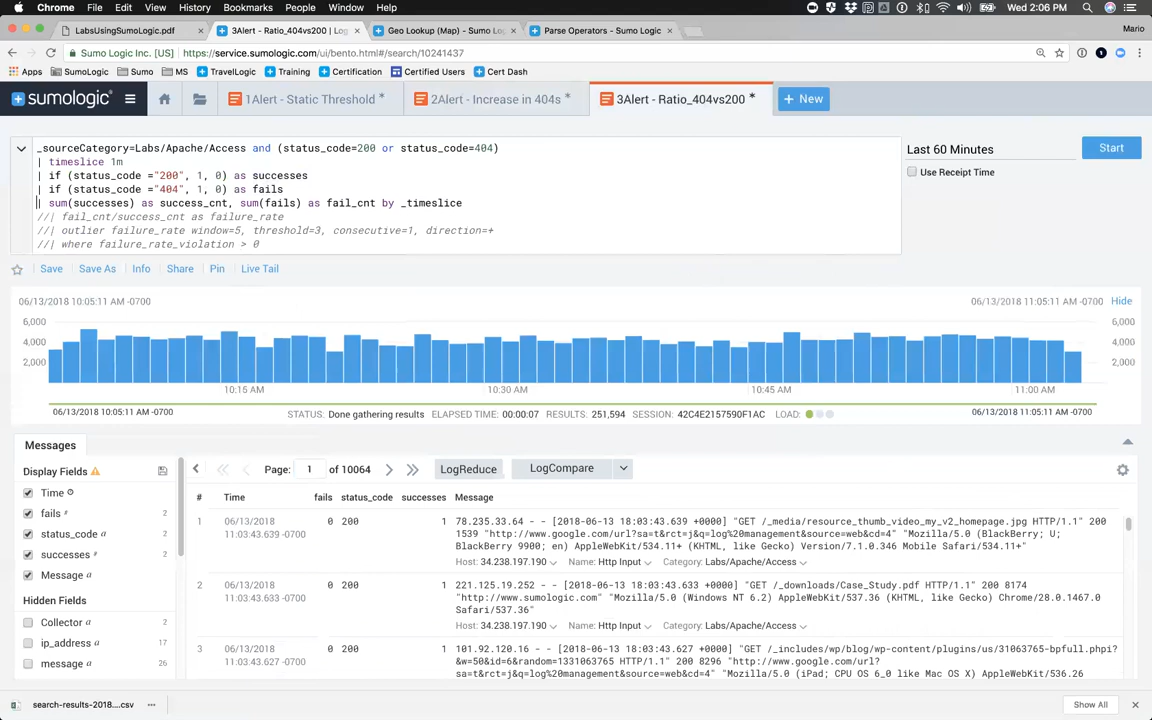 Chrome File Edit View History Bookmarks People Window Help Wed 2:06 PM
LabsUsingSumoLogic.pdf × 3Alert - Ratio_404vs200 | Log × Geo Lookup (Map) - Sumo Log × Parse Operators - Sumo Logic × Mario
Sumo Logic Inc. [US] https://service.sumologic.com/ui/bento.html#/search/10241437
Apps SumoLogic Sumo MS TravelLogic Training Certification Certified Users Cert Dash
sumologic 1Alert - Static Threshold * 2Alert - Increase in 404s * 3Alert - Ratio_404vs200 * + New
_sourceCategory=Labs/Apache/Access and (status_code=200 or status_code=404)
| timeslice 1m
| if (status_code ="200", 1, 0) as successes
| if (status_code ="404", 1, 0) as fails
| sum(successes) as success_cnt, sum(fails) as fail_cnt by _timeslice
//| fail_cnt/success_cnt as failure_rate
//| outlier failure_rate window=5, threshold=3, consecutive=1, direction=+
//| where failure_rate_violation > 0
Last 60 Minutes
Start
Use Receipt Time
Save Save As Info Share Pin Live Tail
06/13/2018 10:05:11 AM -0700 06/13/2018 11:05:11 AM -0700 Hide
6,000 6,000
4,000 4,000
2,000 2,000
10:15 AM 10:30 AM 10:45 AM 11:00 AM
06/13/2018 10:05:11 AM -0700 STATUS: Done gathering results ELAPSED TIME: 00:00:07 RESULTS: 251,594 SESSION: 42C4E2157590F1AC LOAD: 06/13/2018 11:05:11 AM -0700
Messages
Display Fields
Time
fails # 2
status_code a 2
successes # 2
Message a
Hidden Fields
Collector a 2
ip_address a 17
message a 26
Page: 1 of 10064 LogReduce LogCompare
# Time fails status_code successes Message
1 06/13/2018 0 200 1 78.235.33.64 - - [2018-06-13 18:03:43.639 +0000] "GET /_media/resource_thumb_video_my_v2_homepage.jpg HTTP/1.1" 200
11:03:43.639 -0700 1539 "http://www.google.com/url?sa=t&rct=j&q=log%20management&source=web&cd=4" "Mozilla/5.0 (BlackBerry; U;
BlackBerry 9900; en) AppleWebKit/534.11+ (KHTML, like Gecko) Version/7.1.0.346 Mobile Safari/534.11+"
Host: 34.238.197.190 Name: Http Input Category: Labs/Apache/Access
2 06/13/2018 0 200 1 221.125.19.252 - - [2018-06-13 18:03:43.633 +0000] "GET /_downloads/Case_Study.pdf HTTP/1.1" 200 8174
11:03:43.633 -0700 "http://www.sumologic.com" "Mozilla/5.0 (Windows NT 6.2) AppleWebKit/537.36 (KHTML, like Gecko) Chrome/28.0.1467.0
Safari/537.36"
Host: 34.238.197.190 Name: Http Input Category: Labs/Apache/Access
3 06/13/2018 0 200 1 101.92.120.16 - - [2018-06-13 18:03:43.627 +0000] "GET /_includes/wp/blog/wp-content/plugins/us/31063765-bpfull.phpi?
11:03:43.627 -0700 &w=50&id=6&random=1331063765 HTTP/1.1" 200 8296 "http://www.google.com/url?
sa=t&rct=j&q=log%20management&source=web&cd=4" "Mozilla/5.0 (iPad; CPU OS 6_0 like Mac OS X) AppleWebKit/536.26
search-results-2018....csv Show All